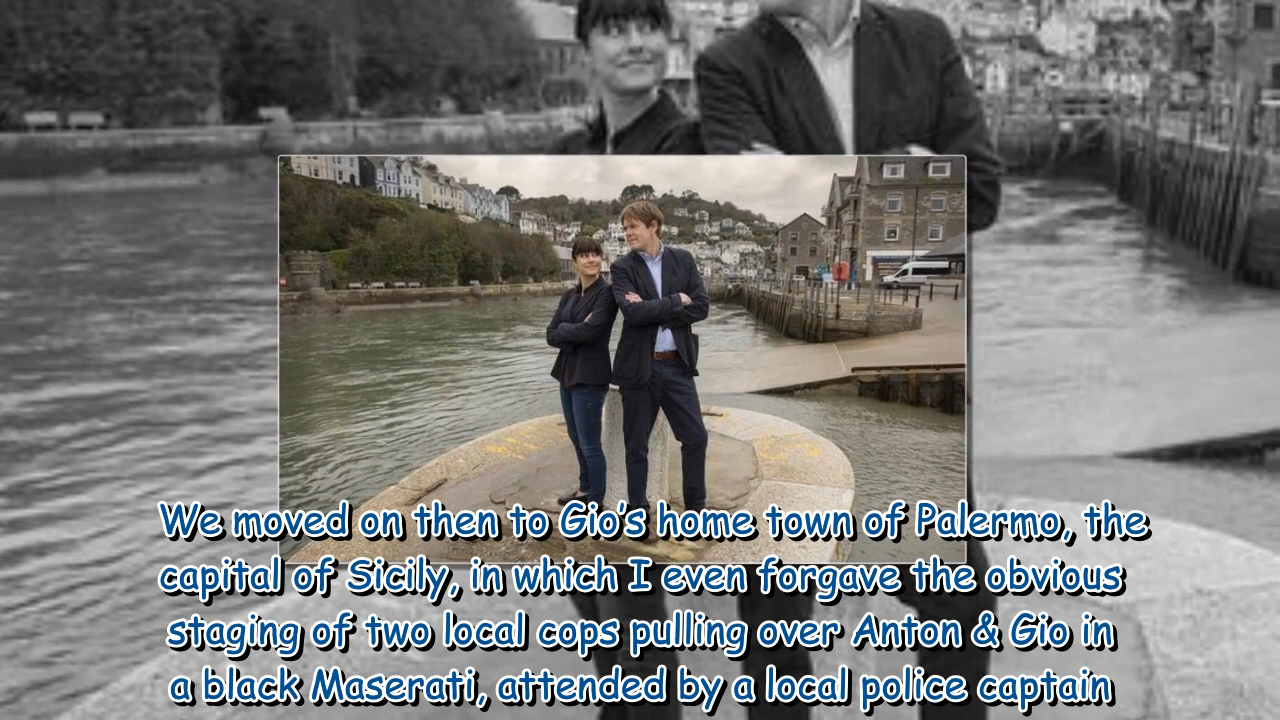 We moved on then to Gio's home town of Palermo, the
capital of Sicily, in which I even forgave the obvious
staging of two local cops pulling over Anton & Gio in
a black Maserati, attended by a local police captain